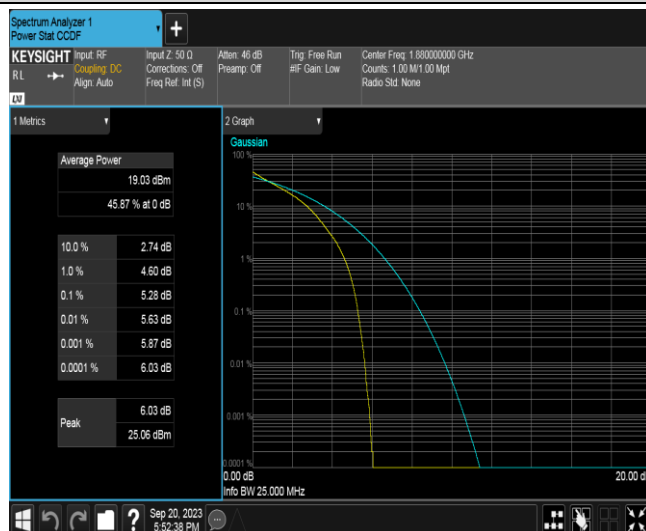 Spectrum Analyzer 1
Power Stat CCDF
+
KEYSIGHT Input: RF Input Z: 50 Ω Atten: 46 dB Trig: Free Run Center Freq: 1.880000000 GHz
RL Coupling: DC Corrections: Off Preamp: Off #IF Gain: Low Counts: 1.00 M/1.00 Mpt
Align: Auto Freq Ref: Int (S) Radio Std: None
LXI
1 Metrics
Average Power
19.03 dBm
45.87 % at 0 dB
10.0 % 2.74 dB
1.0 % 4.60 dB
0.1 % 5.28 dB
0.01 % 5.63 dB
0.001 % 5.87 dB
0.0001 % 6.03 dB
Peak 6.03 dB
25.06 dBm
2 Graph
Gaussian
100 %
10 %
1 %
0.1 %
0.01 %
0.001 %
0.0001 %
0.00 dB 20.00 d
Info BW 25.000 MHz
? Sep 20, 2023
5:52:38 PM